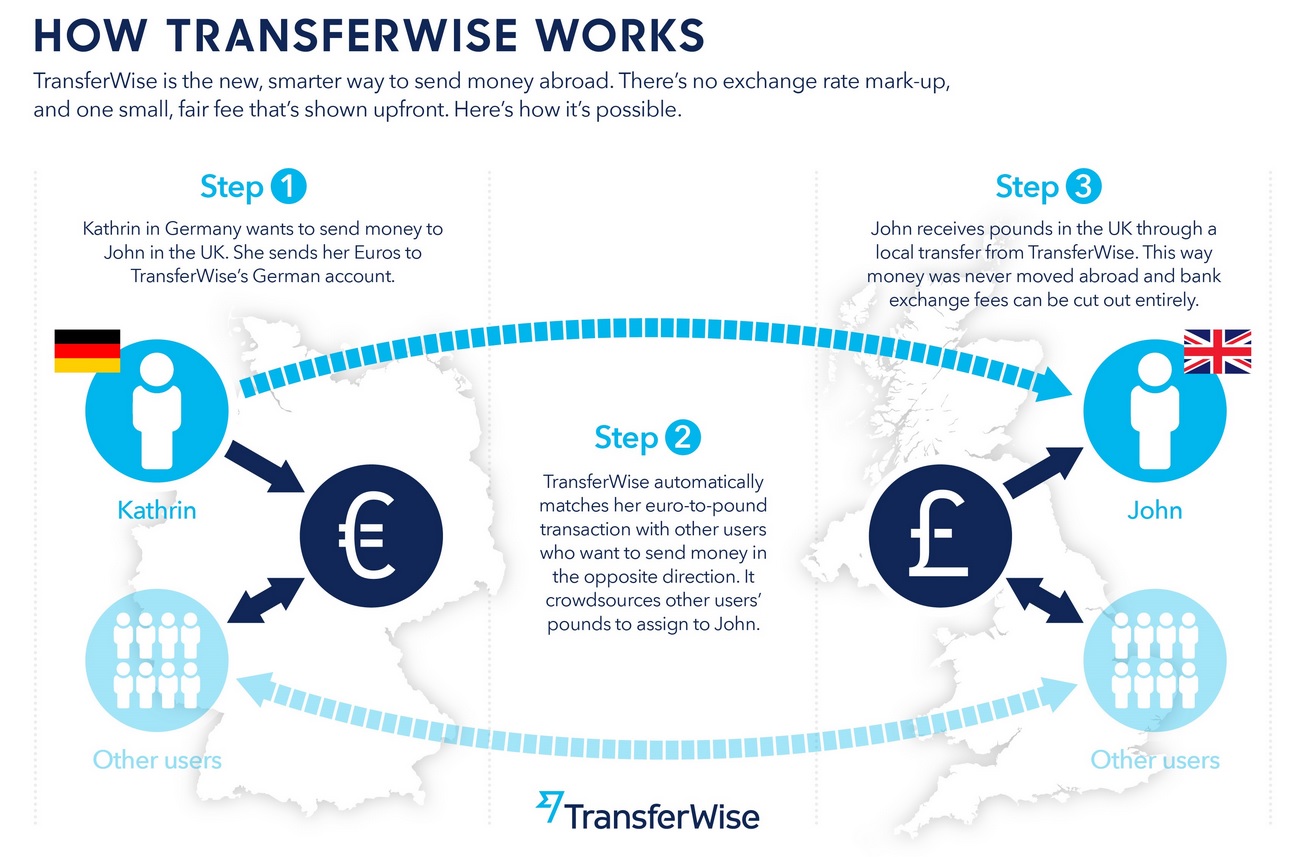 HOW TRANSFERWISE WORKS
TransferWise is the new, smarter way to send money abroad. There's no exchange rate mark-up,
and one small, fair fee that's shown upfront. Here's how it's possible.
Step 1
Kathrin in Germany wants to send money to
John in the UK. She sends her Euros to
TransferWise's German account.
Step 3
John receives pounds in the UK through a
local transfer from TransferWise. This way
money was never moved abroad and bank
exchange fees can be cut out entirely.
Step 2
TransferWise automatically
matches her euro-to-pound
transaction with other users
who want to send money in
the opposite direction. It
crowdsources other users'
pounds to assign to John.
Kathrin
€
£
John
Other users
Other users
TransferWise